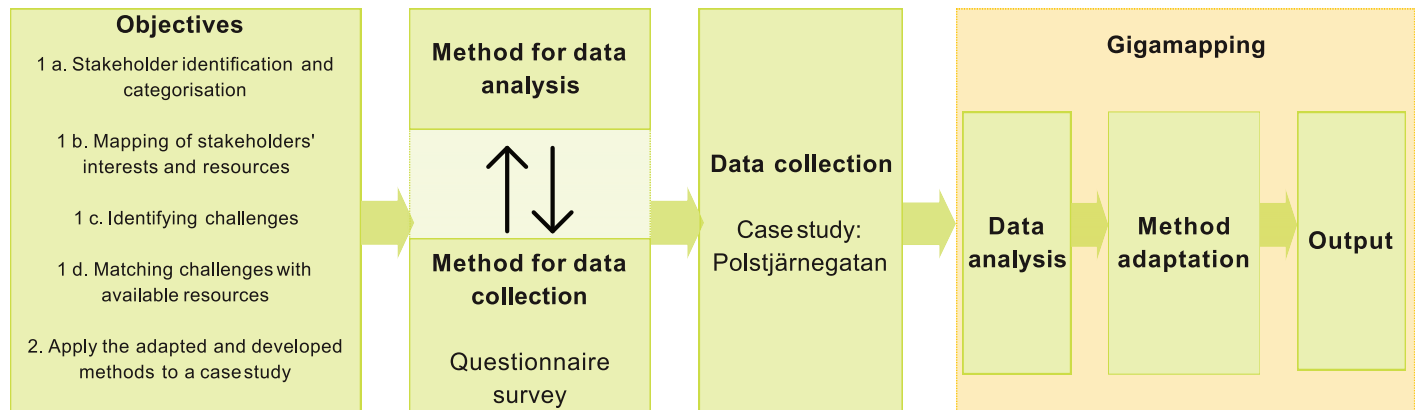 Objectives
1 a. Stakeholder identification and
categorisation
1 b. Mapping of stakeholders'
interests and resources
1 c. Identifying challenges
1 d. Matching challenges with
available resources
2. Apply the adapted and developed
methods to a case study
Method for data
analysis
Method for data
collection
Questionnaire
survey
Data collection
Case study:
Polstjärnegatan
Gigamapping
Data
analysis
Method
adaptation
Output